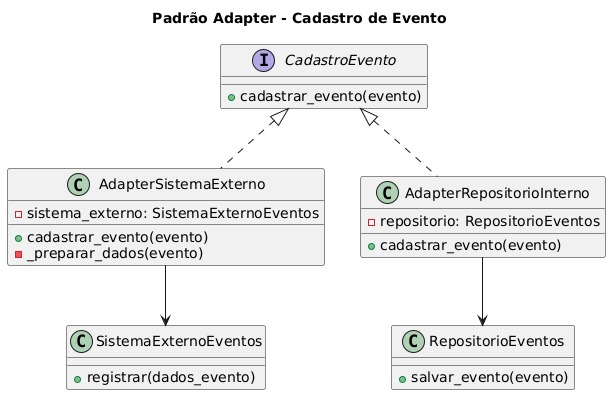 Padrão Adapter - Cadastro de Evento
I CadastroEvento
cadastrar_evento(evento)
C AdapterSistemaExterno
sistema_externo: SistemaExternoEventos
cadastrar_evento(evento)
_preparar_dados(evento)
C AdapterRepositorioInterno
repositorio: RepositorioEventos
cadastrar_evento(evento)
C SistemaExternoEventos
registrar(dados_evento)
C RepositorioEventos
salvar_evento(evento)